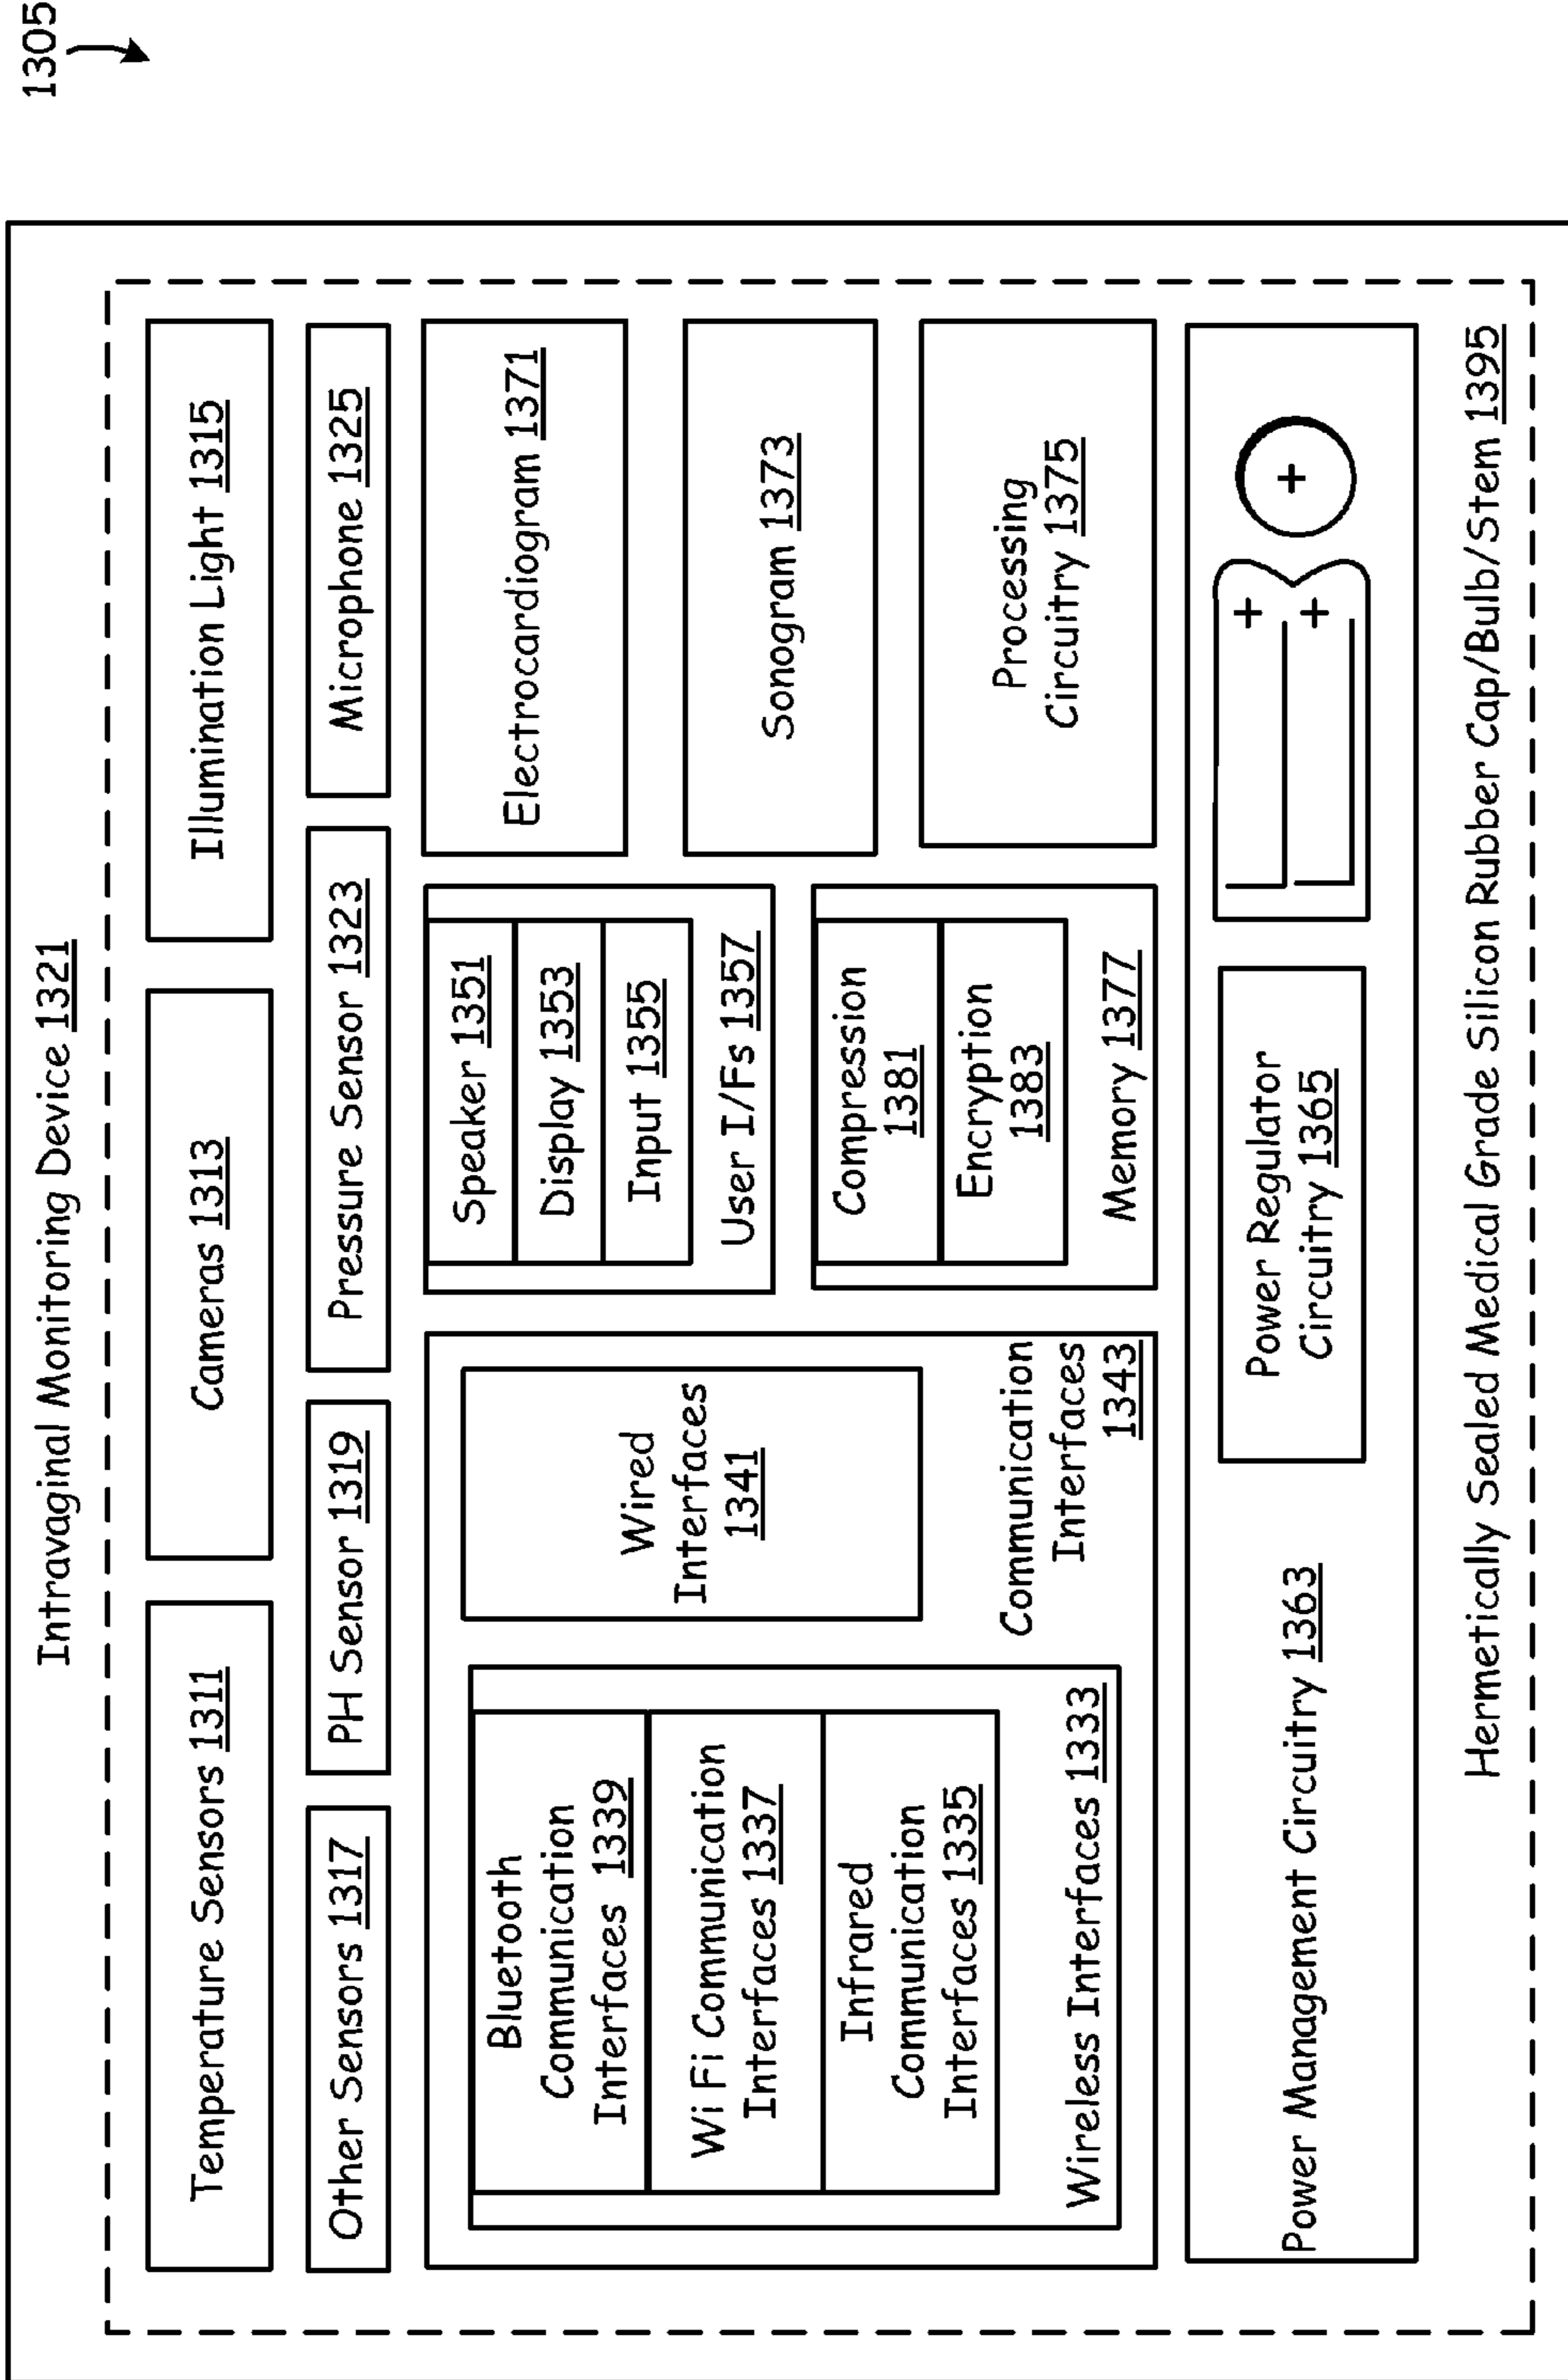 1305
Intravaginal Monitoring Device 1321
Temperature Sensors 1311
Cameras 1313
Illumination Light 1315
Other Sensors 1317
PH Sensor 1319
Pressure Sensor 1323
Microphone 1325
Bluetooth
Communication
Interfaces 1339
Wi Fi Communication
Interfaces 1337
Infrared
Communication
Interfaces 1335
Wireless Interfaces 1333
Wired
Interfaces
1341
Communication
Interfaces
1343
Speaker 1351
Display 1353
Input 1355
User I/Fs 1357
Compression
1381
Encryption
1383
Memory 1377
Electrocardiogram 1371
Sonogram 1373
Processing
Circuitry 1375
Power Management Circuitry 1363
Power Regulator
Circuitry 1365
+
+
+
Hermetically Sealed Medical Grade Silicon Rubber Cap/Bulb/Stem 1395